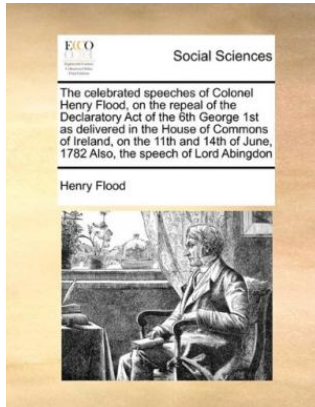 ECCO
Social Sciences
The celebrated speeches of Colonel
Henry Flood, on the repeal of the
Declaratory Act of the 6th George 1st
as delivered in the House of Commons
of Ireland, on the 11th and 14th of June,
1782 Also, the speech of Lord Abingdon
Henry Flood